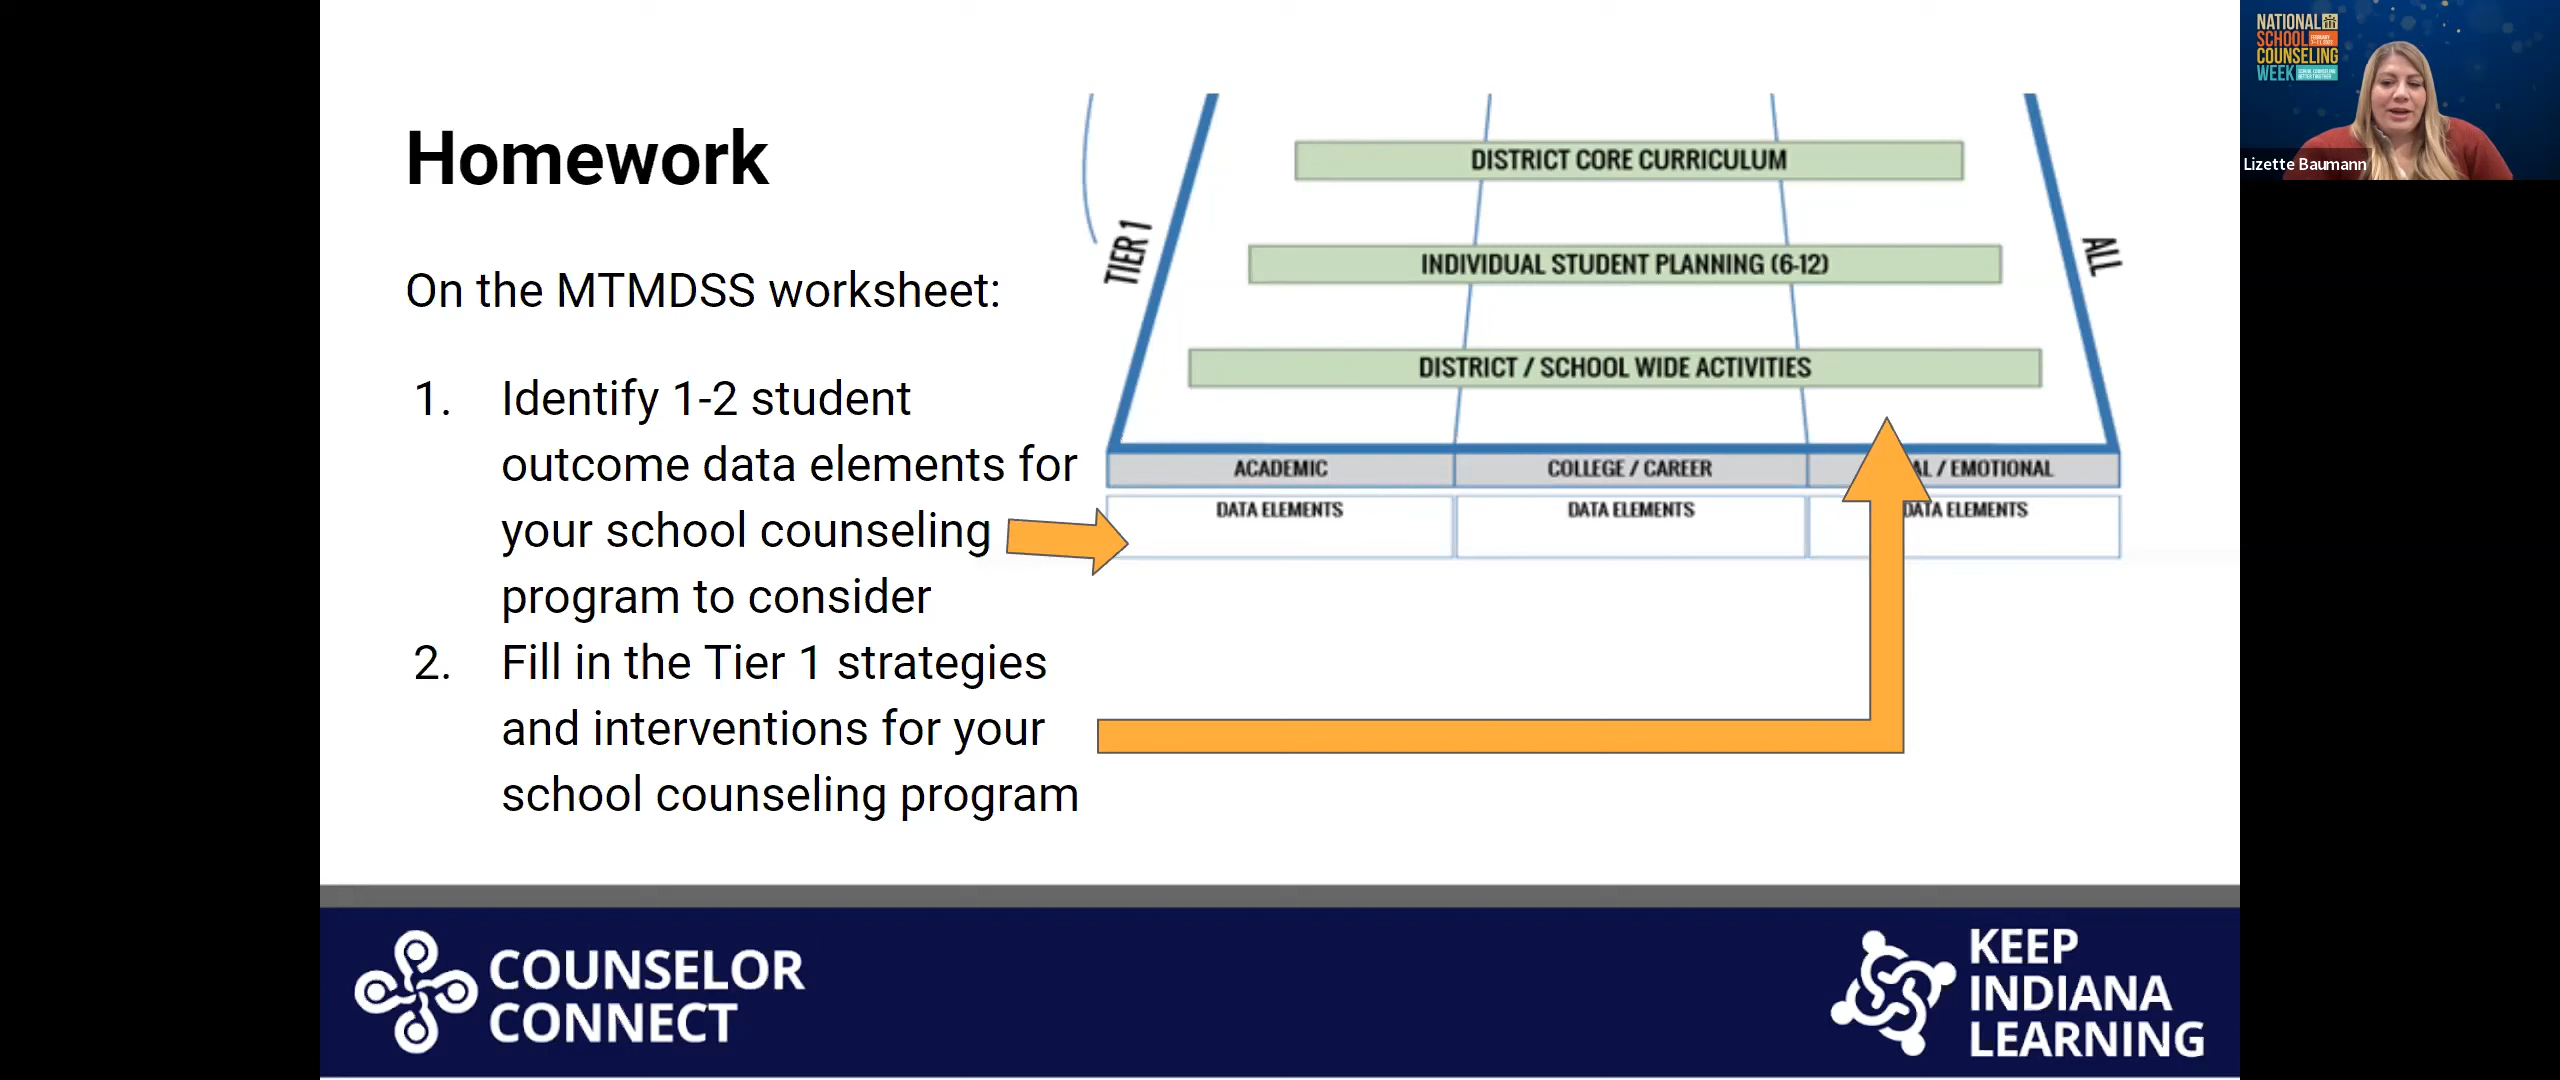 Homework
On the MTMDSS worksheet:
1. Identify 1-2 student
outcome data elements for
your school counseling
program to consider
2. Fill in the Tier 1 strategies
and interventions for your
school counseling program
TIER 1
ALL
DISTRICT CORE CURRICULUM
INDIVIDUAL STUDENT PLANNING (6-12)
DISTRICT / SCHOOL WIDE ACTIVITIES
ACADEMIC
COLLEGE / CAREER
AL / EMOTIONAL
DATA ELEMENTS
DATA ELEMENTS
DATA ELEMENTS
COUNSELOR
CONNECT
KEEP
INDIANA
LEARNING
NATIONAL
SCHOOL
COUNSELING
WEEK
Lizette Baumann